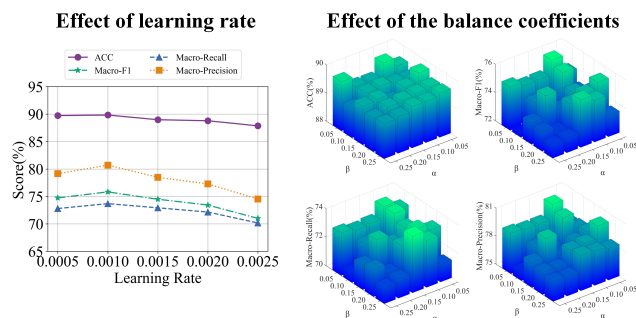 Effect of learning rate
ACC
Macro-Recall
Macro-F1
Macro-Precision
95
90
85
80
75
70
65
Score(%)
0.0005 0.0010 0.0015 0.0020 0.0025
Learning Rate
Effect of the balance coefficients
90
89
88
ACC(%)
0.05
0.10
0.15
0.20
0.25
β
0.25
0.20
0.15
0.10
0.05
α
76
74
72
Macro-F1(%)
0.05
0.10
0.15
0.20
0.25
β
0.25
0.20
0.15
0.10
0.05
α
74
72
70
Macro-Recall(%)
0.05
0.10
0.15
0.20
0.25
β
0.25
0.20
0.15
0.10
0.05
α
81
78
75
Macro-Precision(%)
0.05
0.10
0.15
0.20
0.25
β
0.25
0.20
0.15
0.10
0.05
α